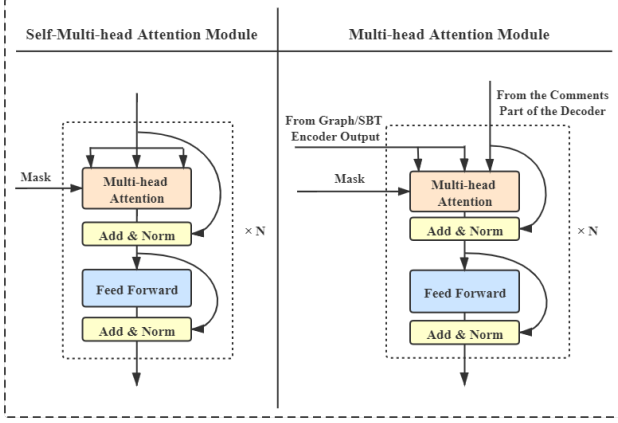 Self-Multi-head Attention Module
Mask
Multi-head
Attention
Add & Norm
× N
Feed Forward
Add & Norm
Multi-head Attention Module
From the Comments
Part of the Decoder
From Graph/SBT
Encoder Output
Mask
Multi-head
Attention
Add & Norm
× N
Feed Forward
Add & Norm